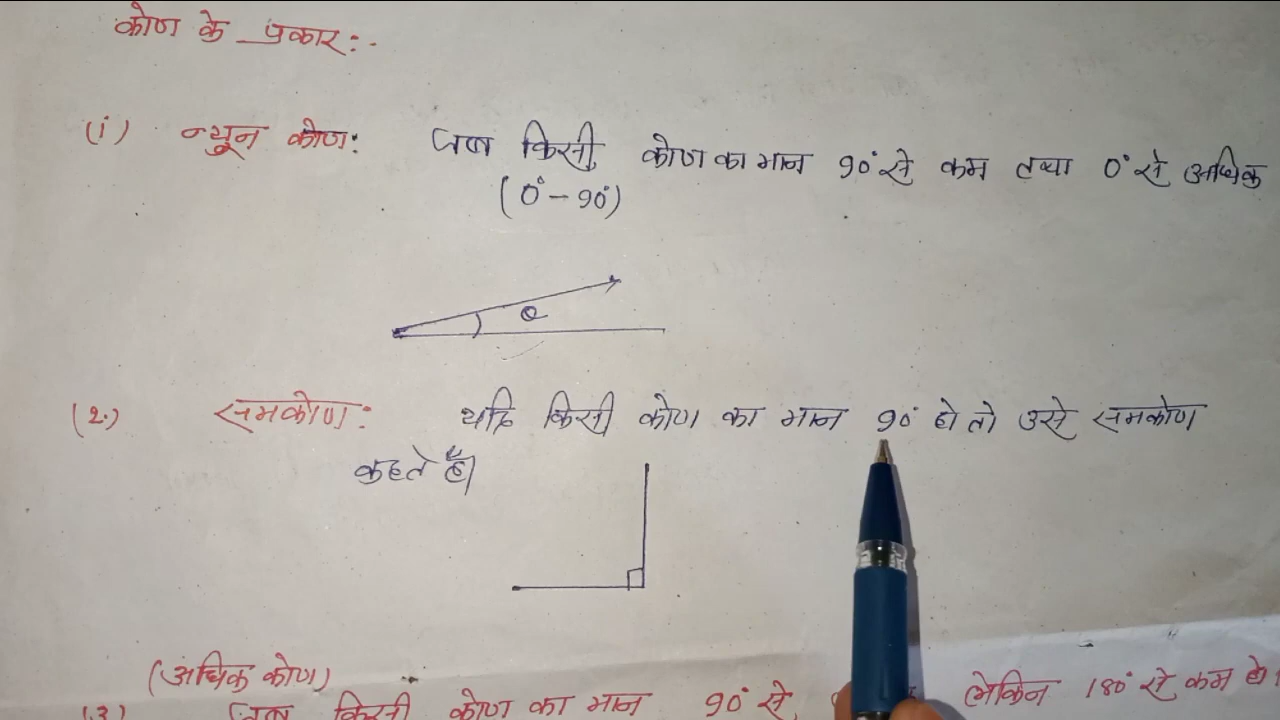 कोण के प्रकार:-
(i) न्यून कोण: जब किसी कोण का मान 90° से कम तथा 0° से अधिक
(0° - 90°)
θ
(2.) समकोण: यदि किसी कोण का मान 90° हो तो उसे समकोण
कहते हैं।
(अधिक कोण)
(3) जब किसी कोण का मान 90° से लेकिन 180° से कम हो।